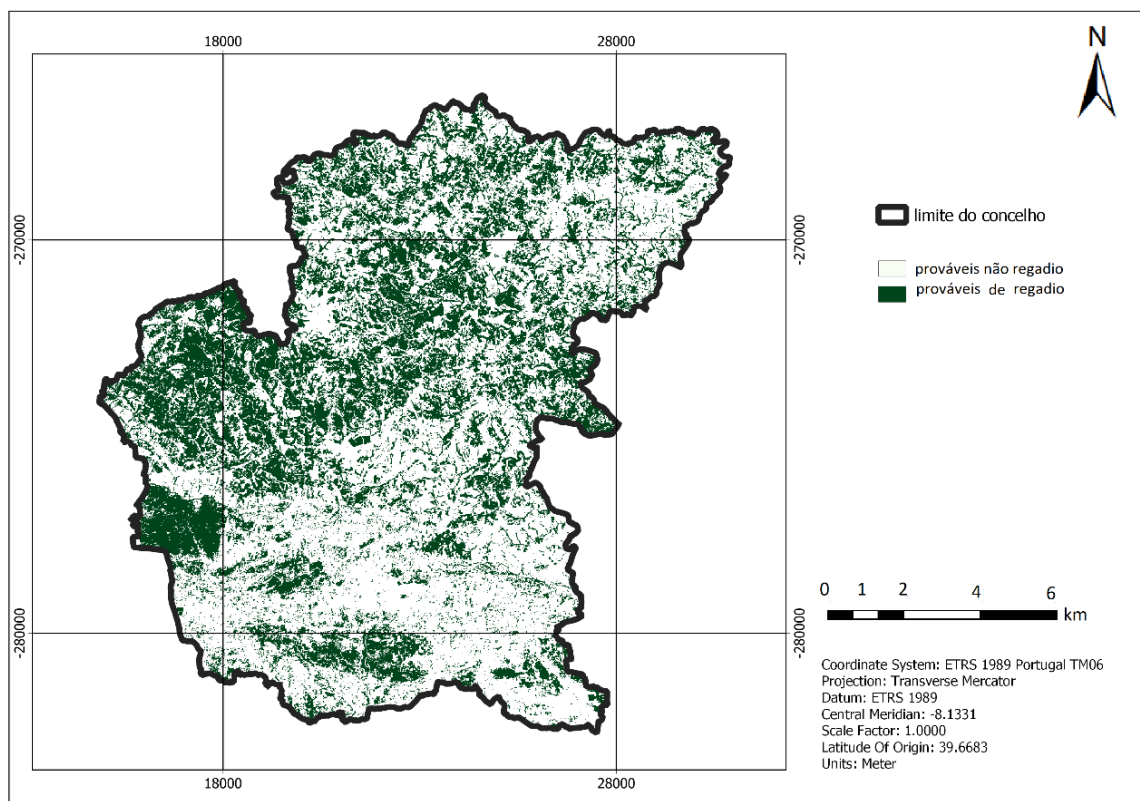 18000 28000
N
limite do concelho
-270000 -270000
prováveis não regadio
prováveis de regadio
0 1 2 4 6
km
-280000 -280000
Coordinate System: ETRS 1989 Portugal TM06
Projection: Transverse Mercator
Datum: ETRS 1989
Central Meridian: -8.1331
Scale Factor: 1.0000
Latitude Of Origin: 39.6683
Units: Meter
18000 28000